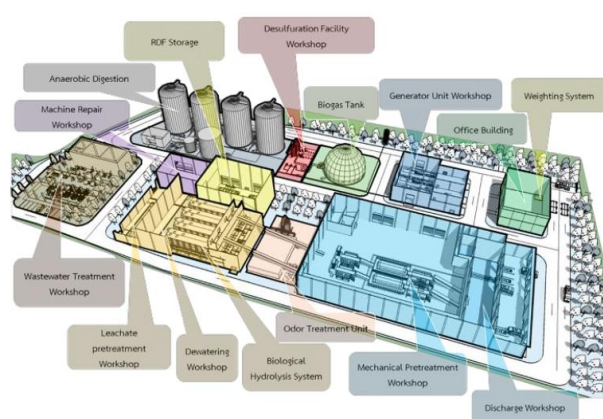 Desulfuration Facility
Workshop
RDF Storage
Anaerobic Digestion
Biogas Tank
Generator Unit Workshop
Weighting System
Machine Repair
Workshop
Office Building
Wastewater Treatment
Workshop
Leachate
pretreatment
Workshop
Dewatering
Workshop
Odor Treatment Unit
Biological
Hydrolysis System
Mechanical Pretreatment
Workshop
Discharge Workshop